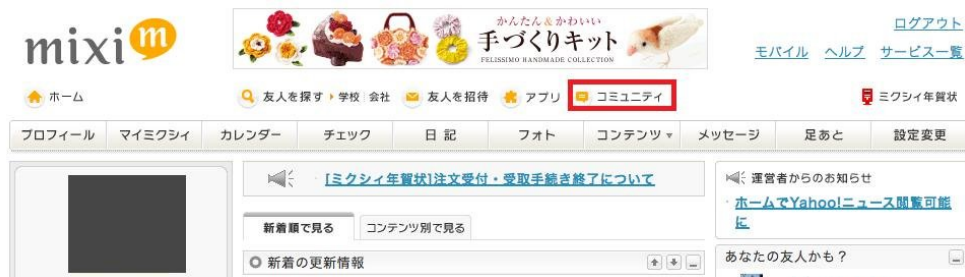 mixi m
かんたん&かわいい
手づくりキット
FELISSIMO HANDMADE COLLECTION
ログアウト
モバイル ヘルプ サービス一覧
ホーム 友人を探す 学校 会社 友人を招待 アプリ コミュニティ ミクシィ年賀状
プロフィール マイミクシィ カレンダー チェック 日記 フォト コンテンツ メッセージ 足あと 設定変更
[ミクシィ年賀状]注文受付・受取手続き終了について
運営者からのお知らせ
ホームでYahoo!ニュース閲覧可能に
新着順で見る コンテンツ別で見る
新着の更新情報
あなたの友人かも?